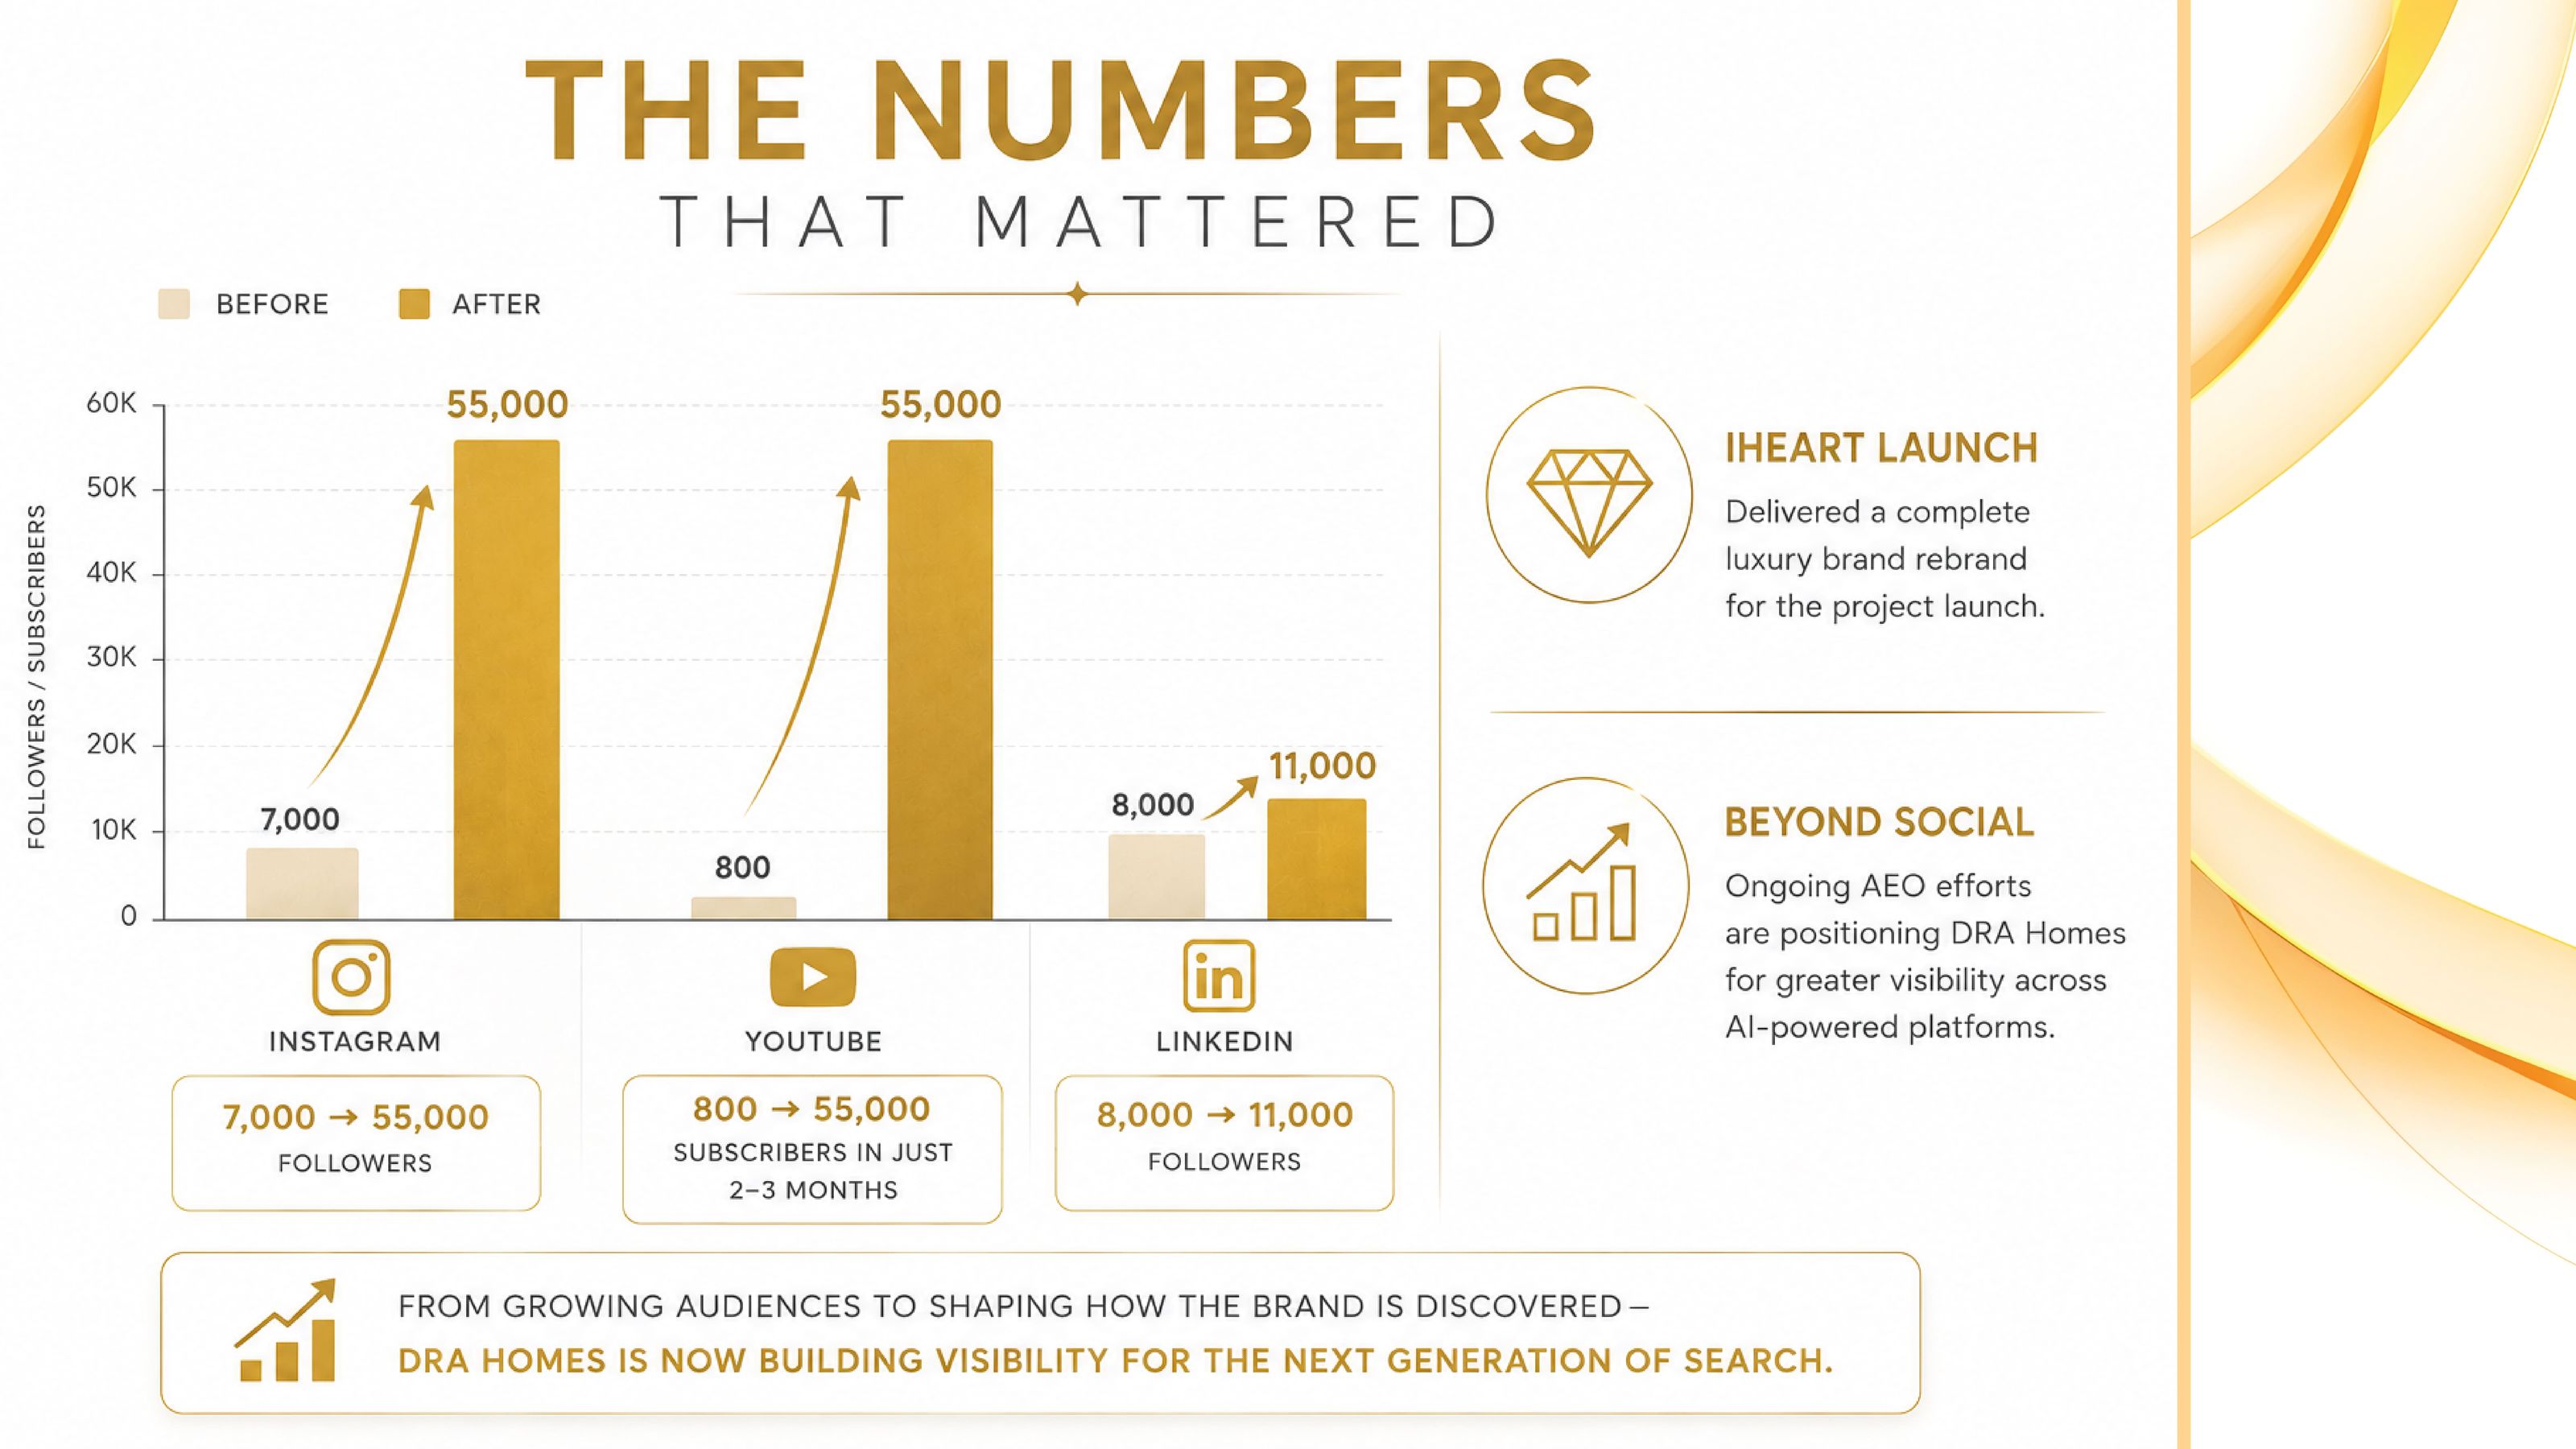 THE NUMBERS
THAT MATTERED
BEFORE
AFTER
FOLLOWERS / SUBSCRIBERS
60K
50K
40K
30K
20K
10K
0
7,000
55,000
800
55,000
8,000
11,000
INSTAGRAM
7,000 → 55,000
FOLLOWERS
YOUTUBE
800 → 55,000
SUBSCRIBERS IN JUST
2–3 MONTHS
in
LINKEDIN
8,000 → 11,000
FOLLOWERS
IHEART LAUNCH
Delivered a complete
luxury brand rebrand
for the project launch.
BEYOND SOCIAL
Ongoing AEO efforts
are positioning DRA Homes
for greater visibility across
AI-powered platforms.
FROM GROWING AUDIENCES TO SHAPING HOW THE BRAND IS DISCOVERED—
DRA HOMES IS NOW BUILDING VISIBILITY FOR THE NEXT GENERATION OF SEARCH.